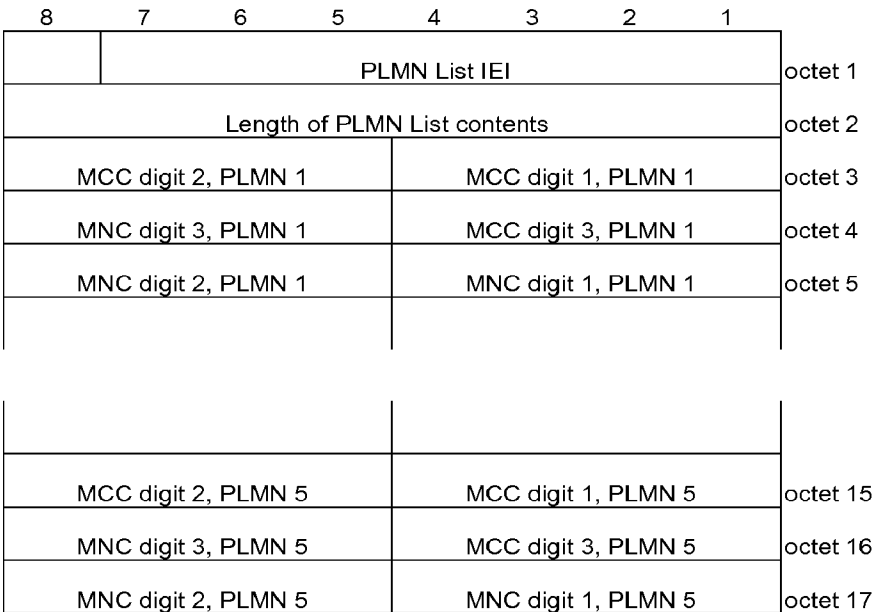 8 7 6 5 4 3 2 1
PLMN List IEI octet 1
Length of PLMN List contents octet 2
MCC digit 2, PLMN 1 MCC digit 1, PLMN 1 octet 3
MNC digit 3, PLMN 1 MCC digit 3, PLMN 1 octet 4
MNC digit 2, PLMN 1 MNC digit 1, PLMN 1 octet 5
MCC digit 2, PLMN 5 MCC digit 1, PLMN 5 octet 15
MNC digit 3, PLMN 5 MCC digit 3, PLMN 5 octet 16
MNC digit 2, PLMN 5 MNC digit 1, PLMN 5 octet 17